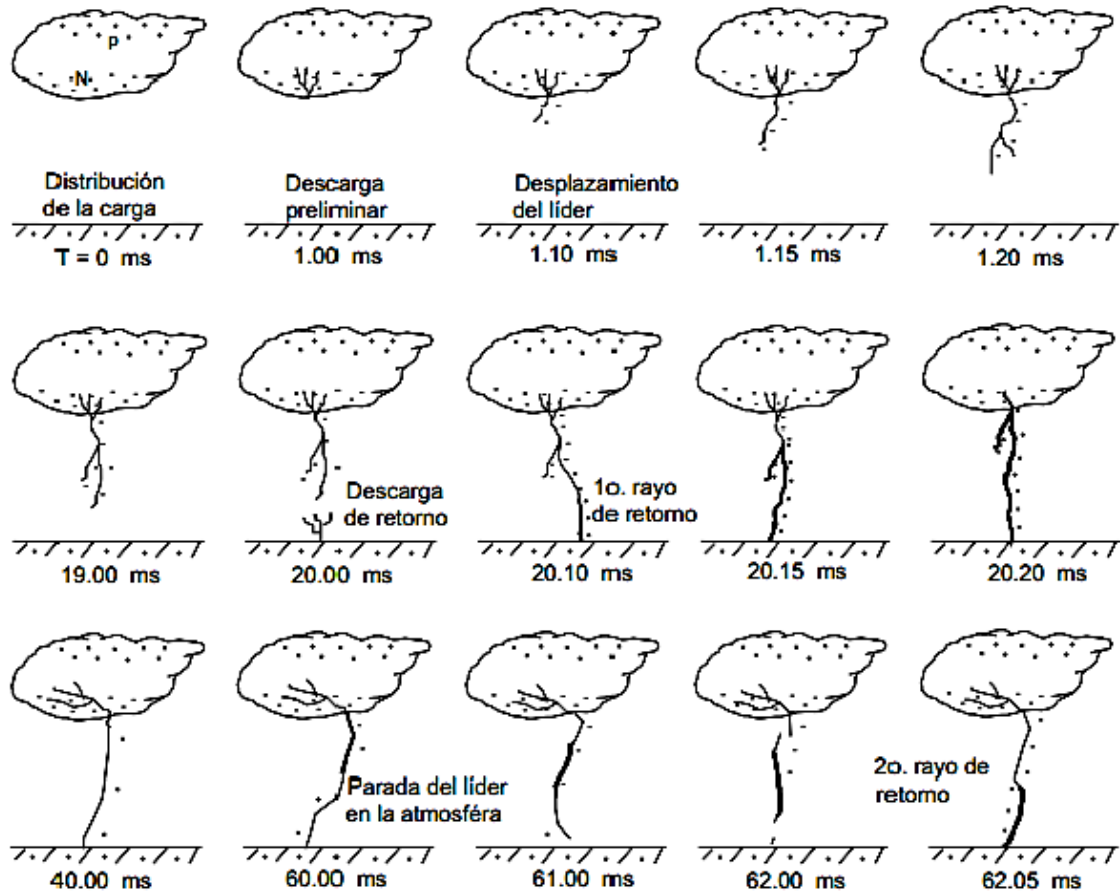 P
N
Distribución
de la carga
T = 0 ms
Descarga
preliminar
1.00 ms
Desplazamiento
del líder
1.10 ms
1.15 ms
1.20 ms
19.00 ms
Descarga
de retorno
20.00 ms
1o. rayo
de retorno
20.10 ms
20.15 ms
20.20 ms
40.00 ms
Parada del líder
en la atmosféra
60.00 ms
61.00 ms
62.00 ms
2o. rayo de
retorno
62.05 ms